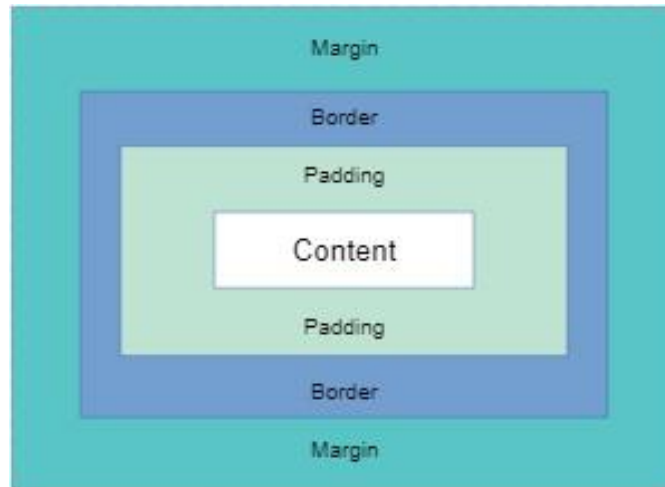 Margin
Border
Padding
Content
Padding
Border
Margin